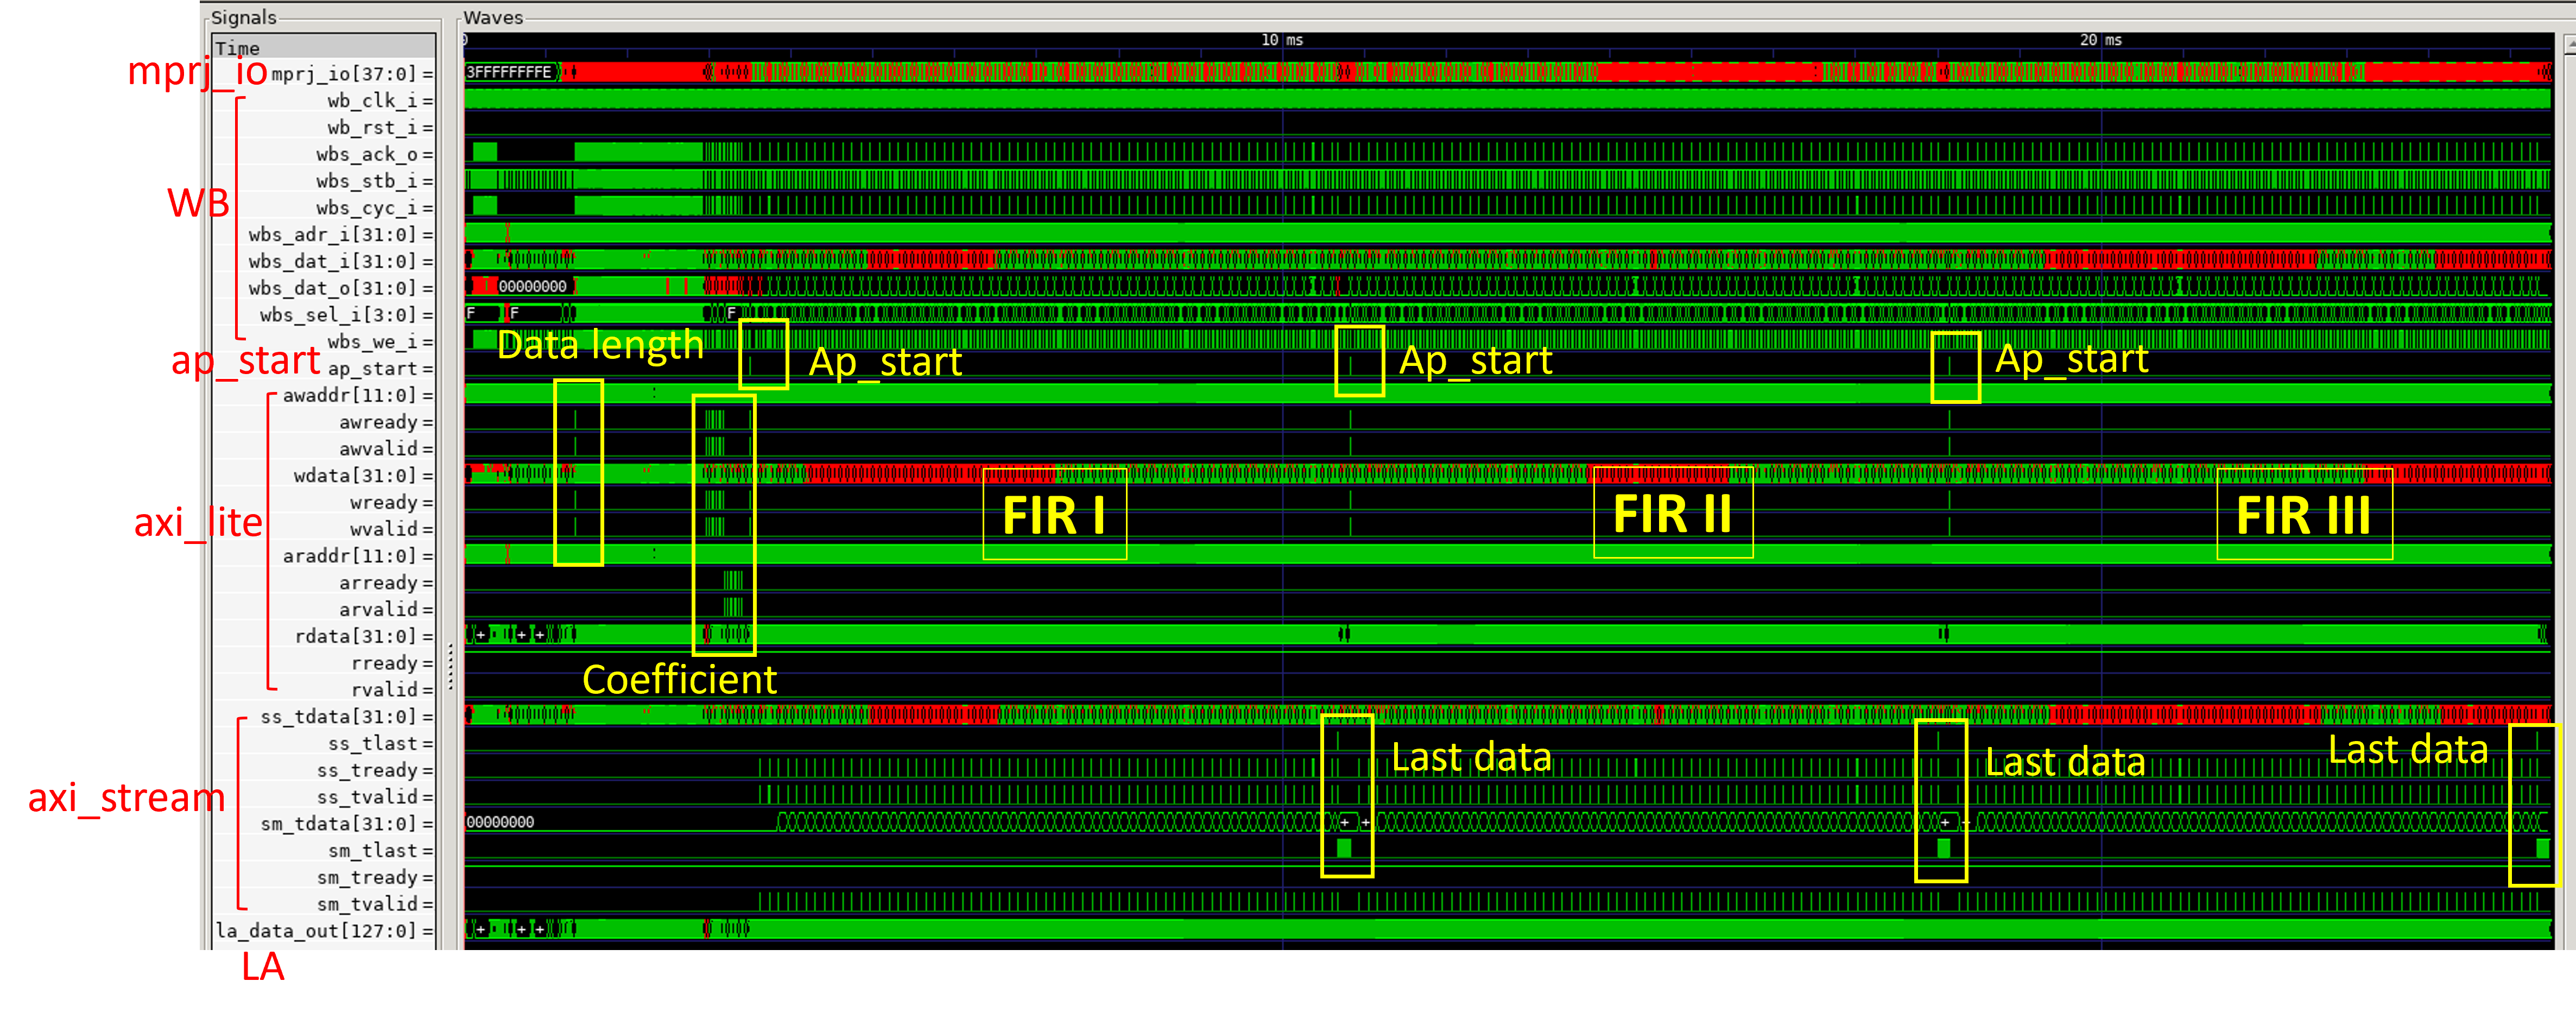 Signals
Waves
Time
0
10 ms
20 ms
mprj_io
mprj_io[37:0] =
3FFFFFFFFE
wb_clk_i =
wb_rst_i =
wbs_ack_o =
wbs_stb_i =
WB
wbs_cyc_i =
wbs_adr_i[31:0] =
wbs_dat_i[31:0] =
wbs_dat_o[31:0] =
00000000
wbs_sel_i[3:0] =
F
F
F
wbs_we_i =
Data length
ap_start
ap_start =
Ap_start
Ap_start
Ap_start
awaddr[11:0] =
awready =
awvalid =
wdata[31:0] =
wready =
axi_lite
wvalid =
FIR I
FIR II
FIR III
araddr[11:0] =
arready =
arvalid =
rdata[31:0] =
+
+
+
rready =
rvalid =
Coefficient
ss_tdata[31:0] =
ss_tlast =
Last data
Last data
Last data
ss_tready =
axi_stream
ss_tvalid =
sm_tdata[31:0] =
00000000
+
+
+
sm_tlast =
sm_tready =
sm_tvalid =
la_data_out[127:0] =
+
+
+
LA